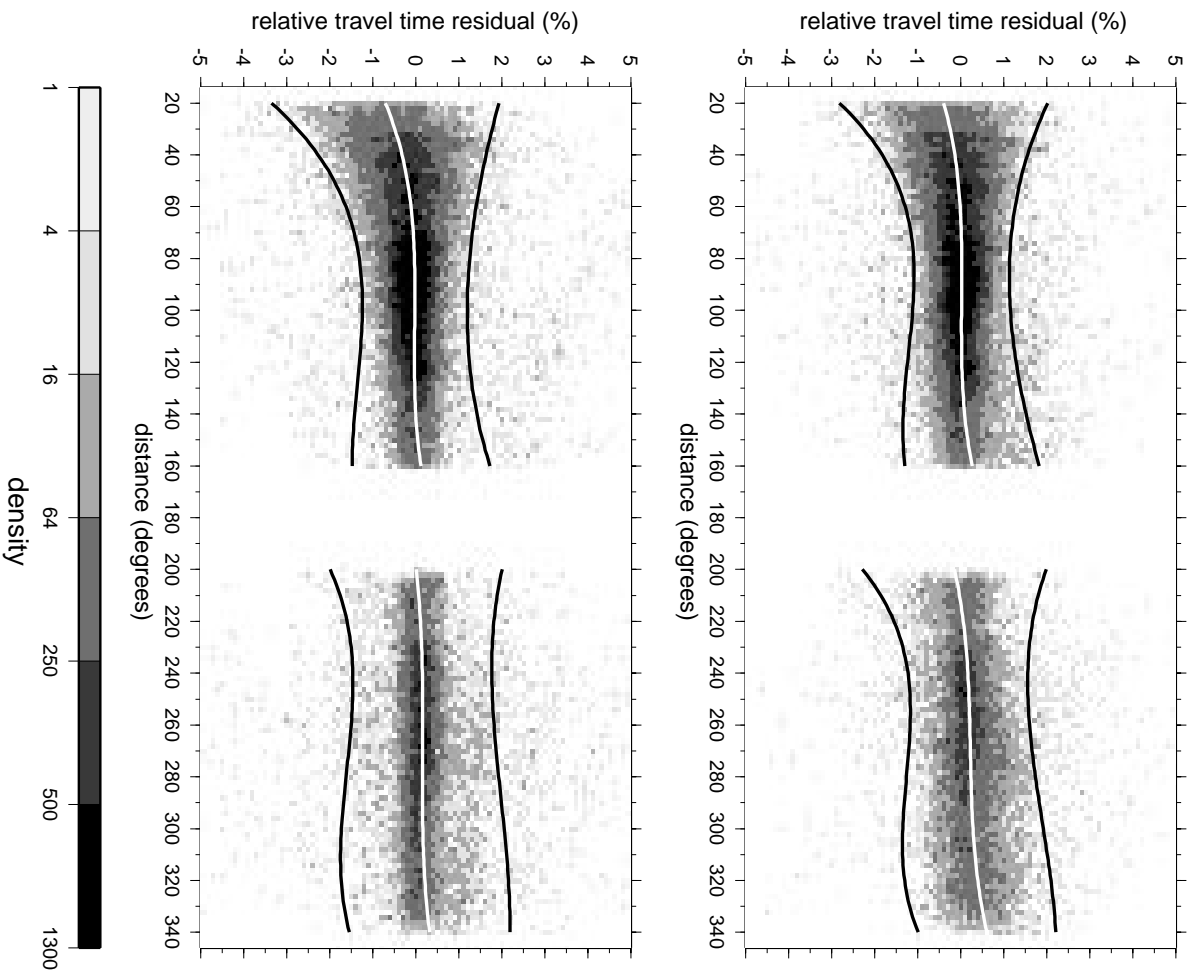 relative travel time residual (%)
-5 -4 -3 -2 -1 0 1 2 3 4 5
20 40 60 80 100 120 140 160 180 200 220 240 260 280 300 320 340
distance (degrees)
relative travel time residual (%)
-5 -4 -3 -2 -1 0 1 2 3 4 5
20 40 60 80 100 120 140 160 180 200 220 240 260 280 300 320 340
distance (degrees)
1 4 16 64 250 500 1300
density